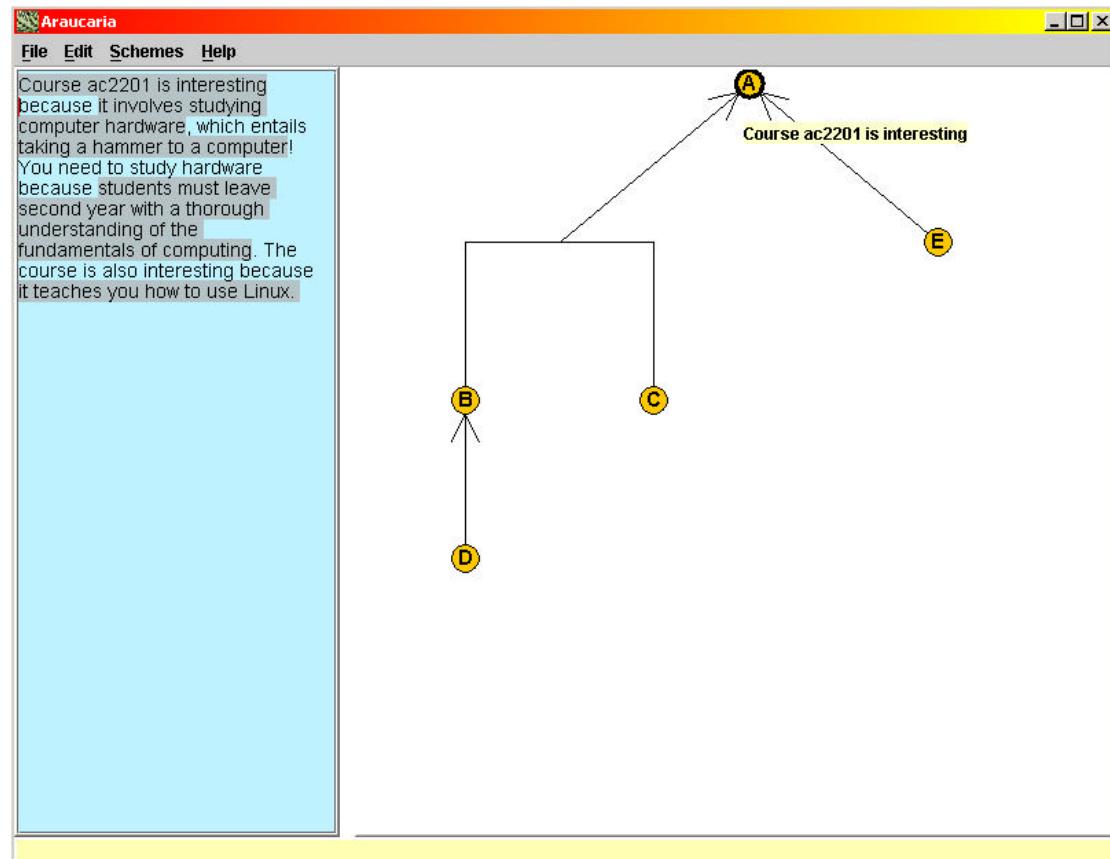 Araucaria
File Edit Schemes Help
Course ac2201 is interesting
because it involves studying
computer hardware, which entails
taking a hammer to a computer!
You need to study hardware
because students must leave
second year with a thorough
understanding of the
fundamentals of computing. The
course is also interesting because
it teaches you how to use Linux.
A
Course ac2201 is interesting
E
B
C
D